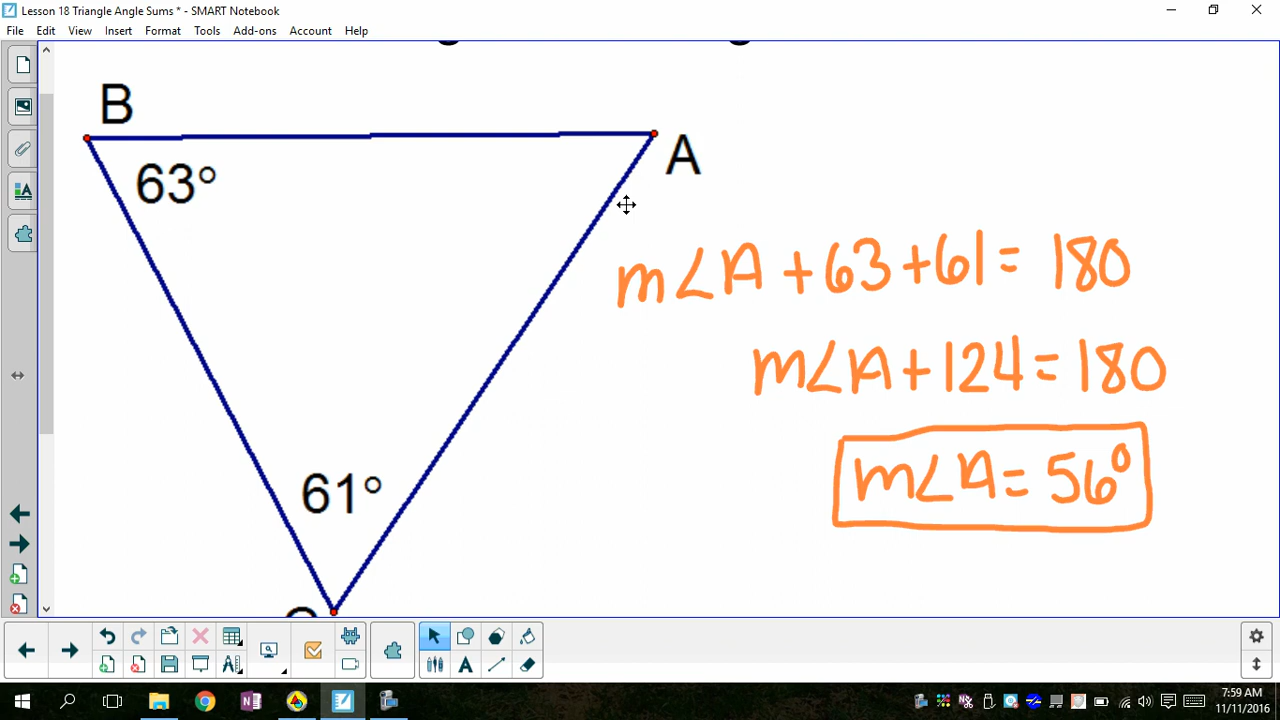 Lesson 18 Triangle Angle Sums * - SMART Notebook
File Edit View Insert Format Tools Add-ons Account Help
B
A
63°
m∠A + 63 + 61 = 180
m∠A + 124 = 180
m∠A = 56°
61°
7:59 AM
11/11/2016